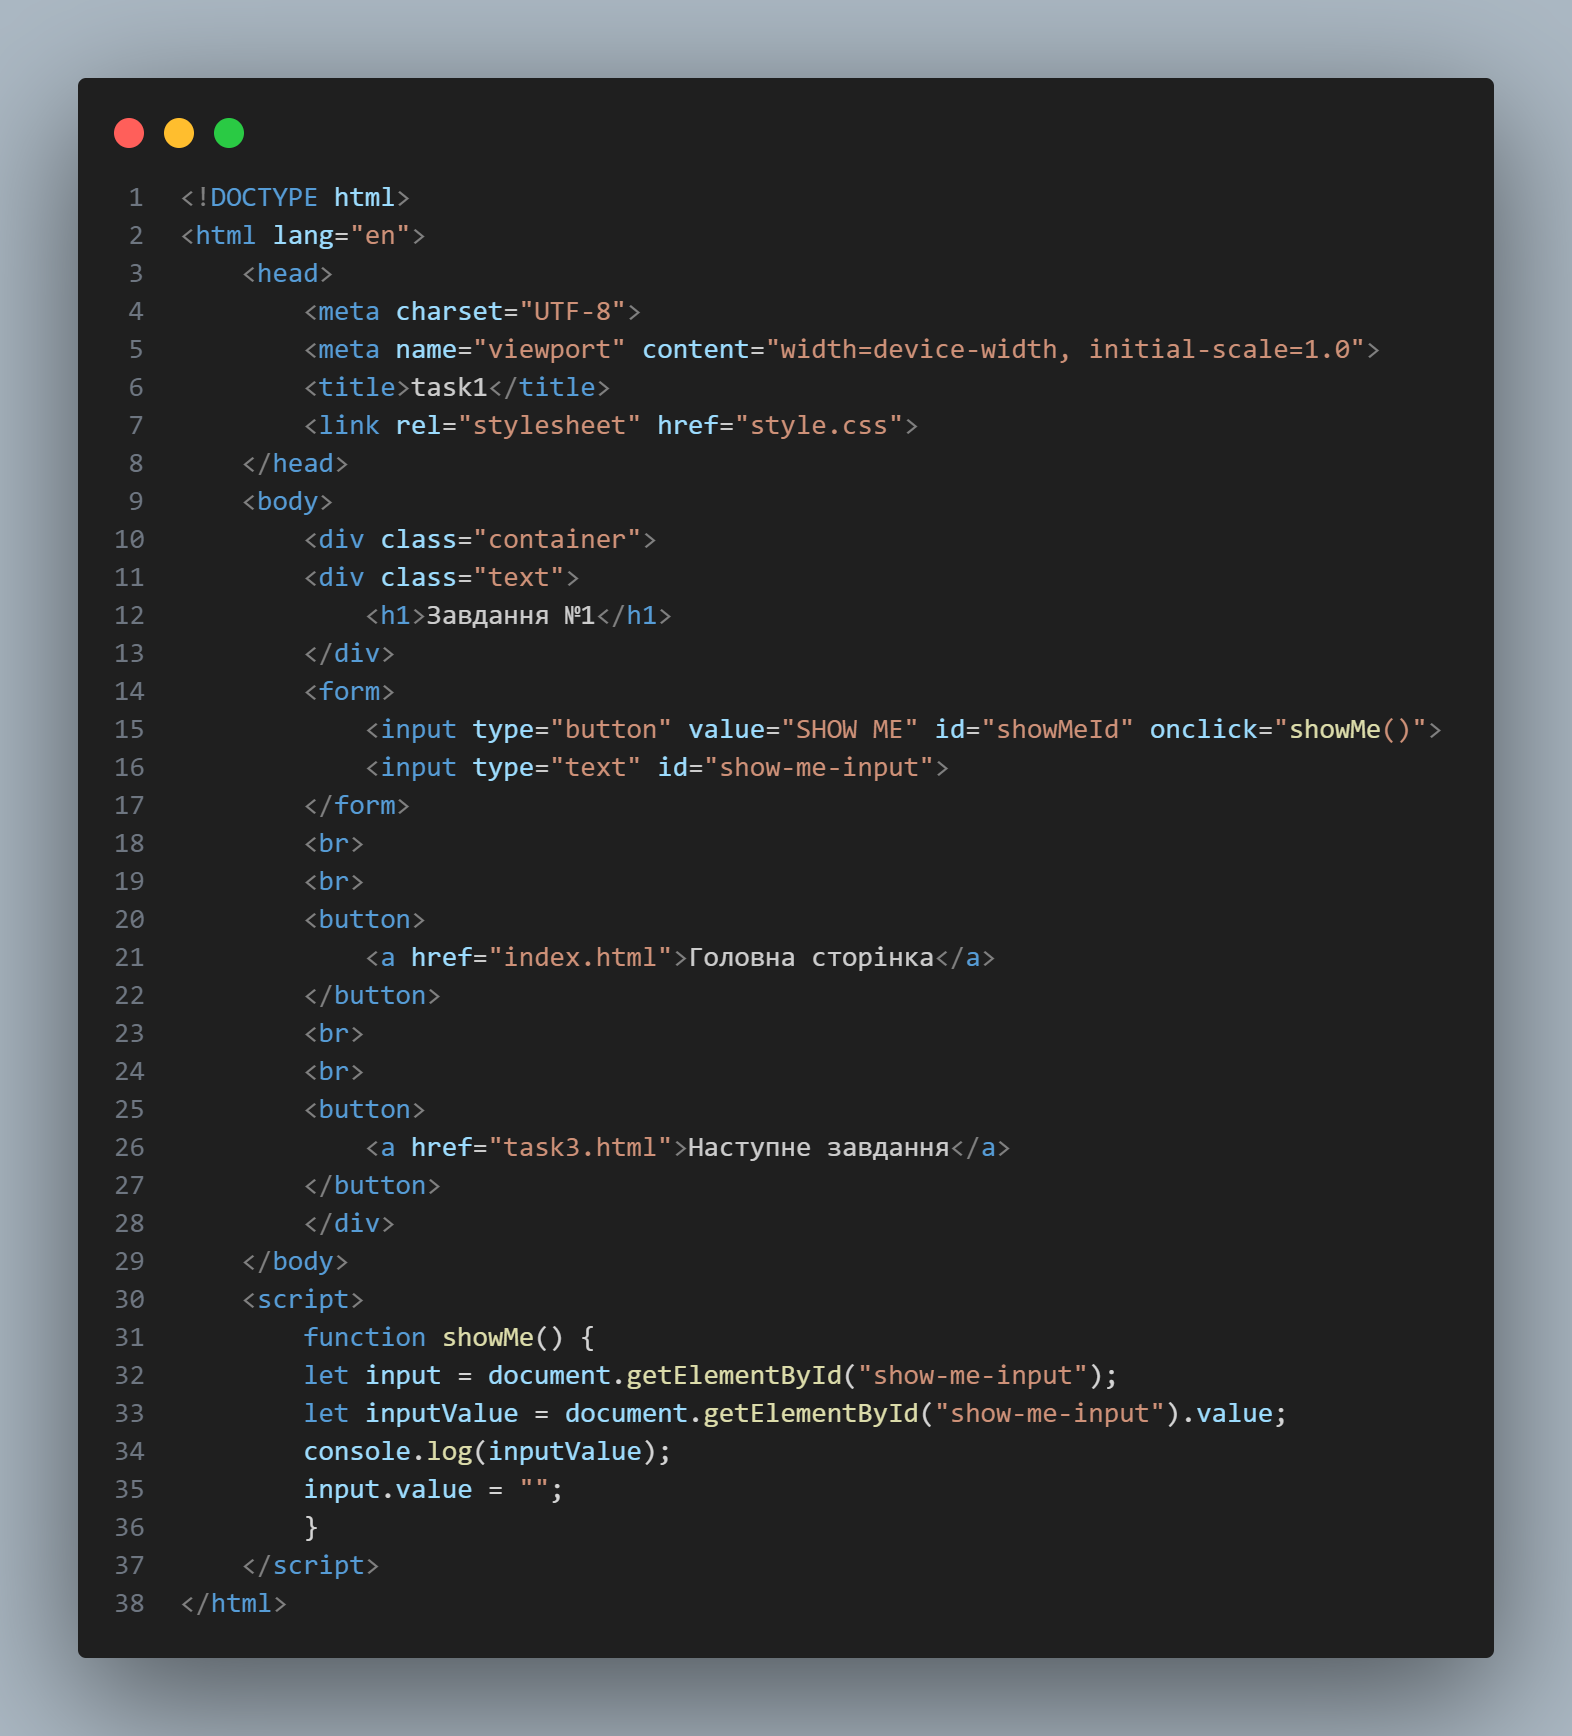 1 <!DOCTYPE html>
2 <html lang="en">
3     <head>
4         <meta charset="UTF-8">
5         <meta name="viewport" content="width=device-width, initial-scale=1.0">
6         <title>task1</title>
7         <link rel="stylesheet" href="style.css">
8     </head>
9     <body>
10         <div class="container">
11         <div class="text">
12             <h1>Завдання №1</h1>
13         </div>
14         <form>
15             <input type="button" value="SHOW ME" id="showMeId" onclick="showMe()">
16             <input type="text" id="show-me-input">
17         </form>
18         <br>
19         <br>
20         <button>
21             <a href="index.html">Головна сторінка</a>
22         </button>
23         <br>
24         <br>
25         <button>
26             <a href="task3.html">Наступне завдання</a>
27         </button>
28         </div>
29     </body>
30     <script>
31         function showMe() {
32         let input = document.getElementById("show-me-input");
33         let inputValue = document.getElementById("show-me-input").value;
34         console.log(inputValue);
35         input.value = "";
36         }
37     </script>
38 </html>